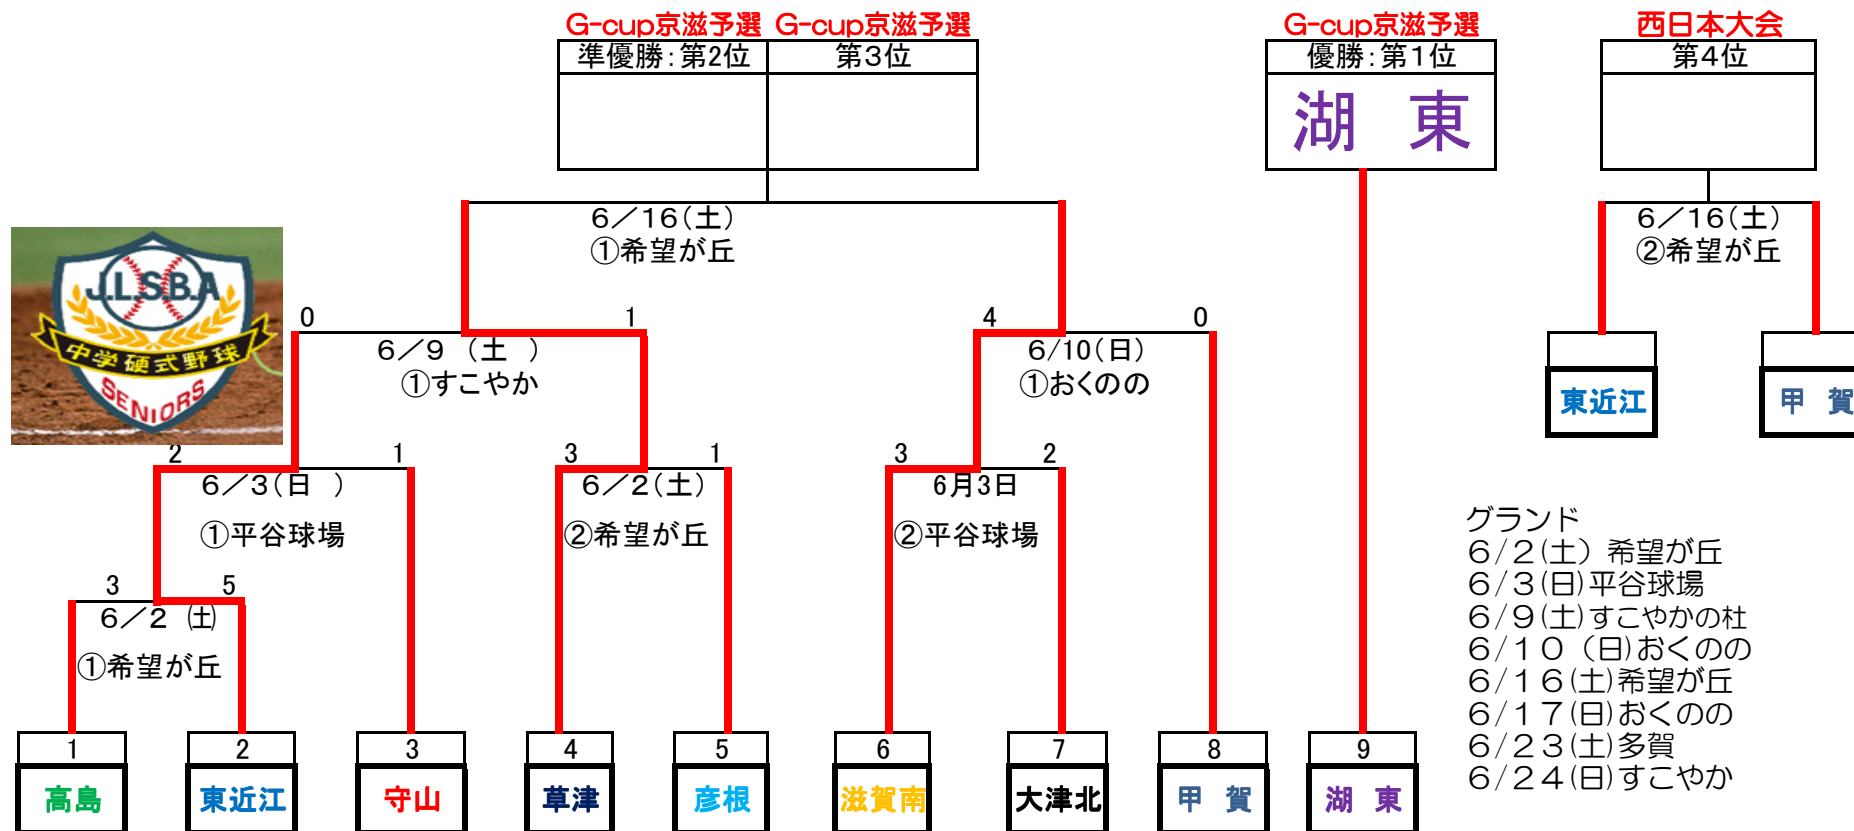 G-cup京滋予選 G-cup京滋予選 G-cup京滋予選 西日本大会
準優勝:第2位 第3位 優勝:第1位 第4位
湖 東
6/16(土) 6/16(土)
①希望が丘 ②希望が丘
J.L.S.B.A
中学硬式野球
SENIORS
0 1 4 0
6/9 (土 ) 6/10(日)
①すこやか ①おくのの
東近江 甲 賀
2 1 3 1 3 2
6/3(日 ) 6/2(土) 6月3日
①平谷球場 ②希望が丘 ②平谷球場
3 5
6/2 ㈯
①希望が丘
グランド
6/2(土) 希望が丘
6/3(日)平谷球場
6/9(土)すこやかの杜
6/10 (日)おくのの
6/16(土)希望が丘
6/17(日)おくのの
6/23(土)多賀
6/24(日)すこやか
1 2 3 4 5 6 7 8 9
高島 東近江 守山 草津 彦根 滋賀南 大津北 甲 賀 湖 東